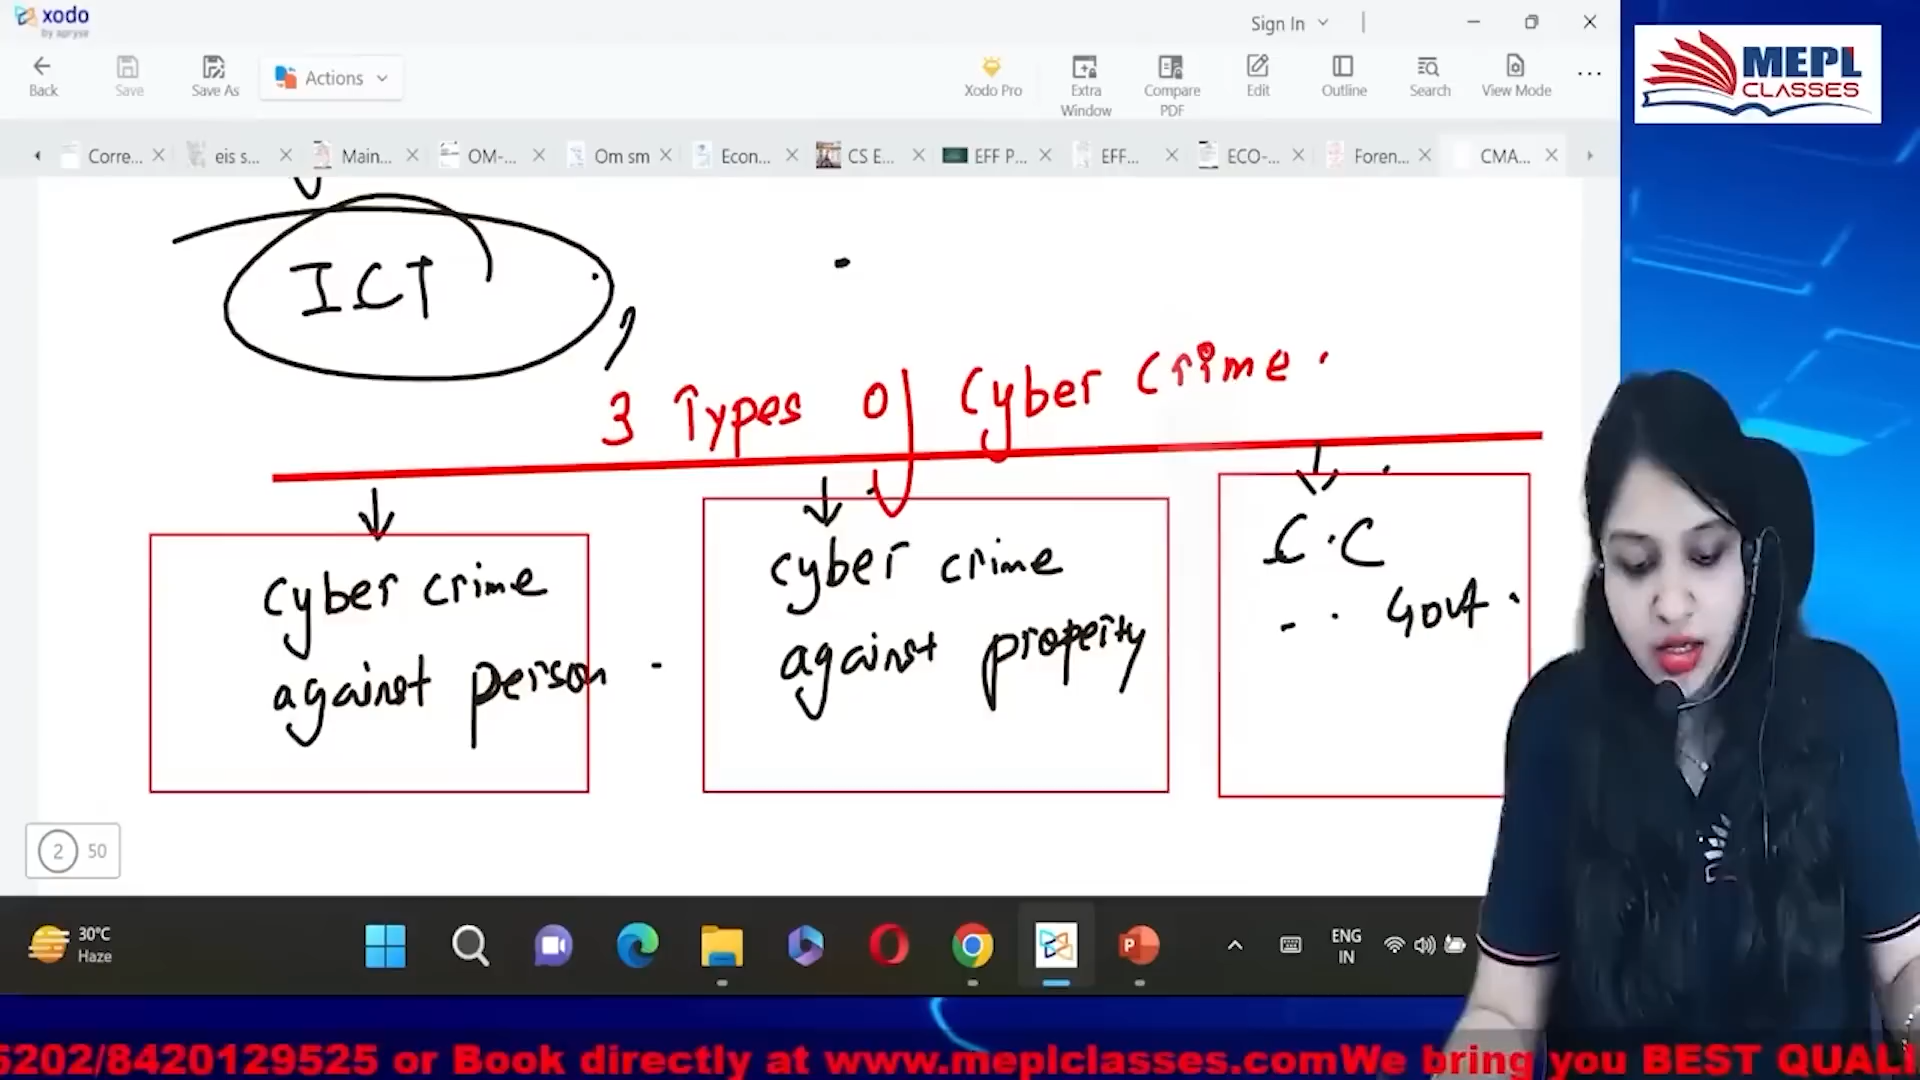 xodo
by apryse
Sign In
Back
Save
Save As
Actions
Xodo Pro
Extra Window
Compare PDF
Edit
Outline
Search
View Mode
Corre...
eis s...
Main...
OM-...
Om sm
Econ...
CS E...
EFF P...
EFF...
ECO-...
Foren...
CMA...
MEPL
CLASSES
ICT
3 Types of Cyber Crime.
cyber crime
against person
cyber crime
against property
C.C
Govt.
2 50
30°C
Haze
ENG
IN
5202/8420129525 or Book directly at www.meplclasses.comWe bring you BEST QUALI